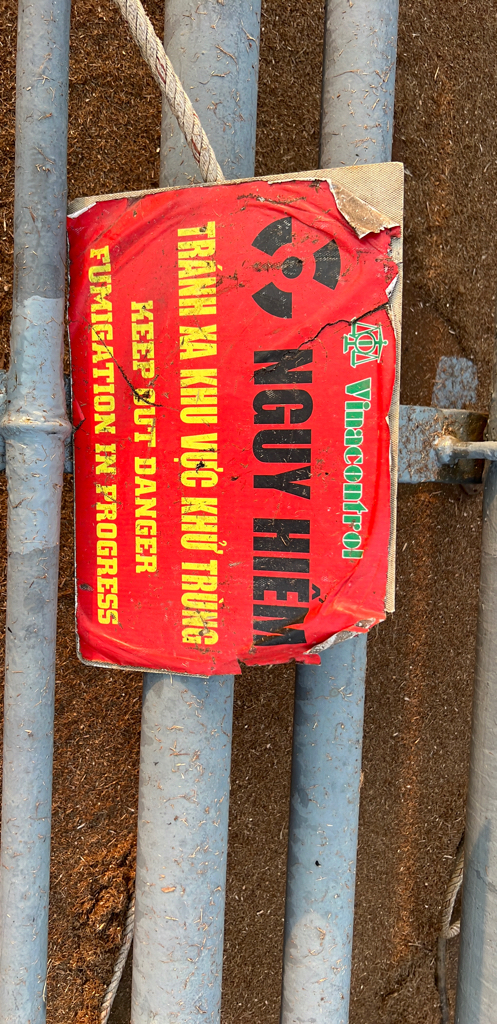 Vinacontrol
NGUY HIỂM
TRÁNH XA KHU VỰC KHỬ TRÙNG
KEEP OUT DANGER
FUMIGATION IN PROGRESS